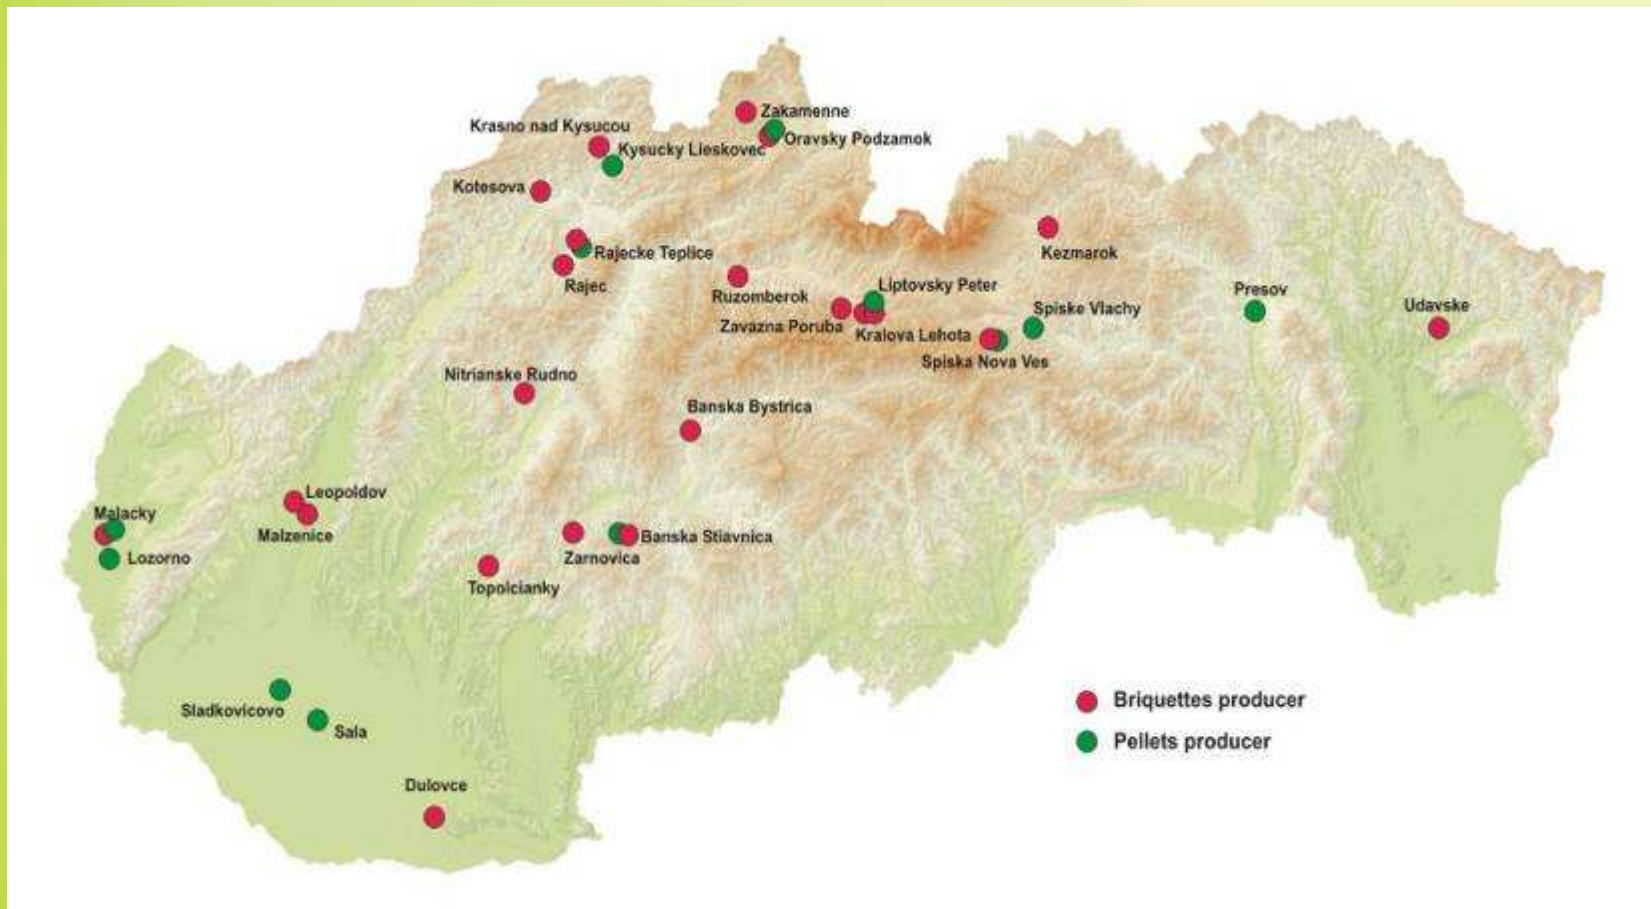 Zakamenne
Krasno nad Kysucou
Oravsky Podzamok
Kysucky Lieskovec
Kotesova
Rajecke Teplice
Kezmarok
Rajec
Liptovsky Peter
Presov
Ruzomberok
Spiske Vlachy
Udavske
Zavazna Poruba
Kralova Lehota
Spiska Nova Ves
Nitrianske Rudno
Banska Bystrica
Leopoldov
Malacky
Malzenice
Banska Stiavnica
Lozorno
Zarnovica
Topolcianky
Briquettes producer
Sladkovicovo
Sala
Pellets producer
Dulovce